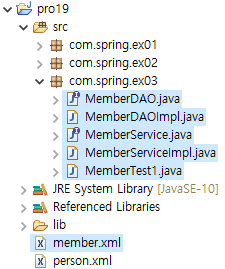 pro19
src
com.spring.ex01
com.spring.ex02
com.spring.ex03
MemberDAO.java
MemberDAOImpl.java
MemberService.java
MemberServiceImpl.java
MemberTest1.java
JRE System Library [JavaSE-10]
Referenced Libraries
lib
member.xml
person.xml